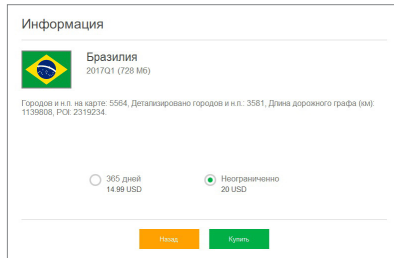 Информация
Бразилия
2017Q1 (728 Мб)
Городов и н.п. на карте: 5564, Детализировано городов и н.п.: 3581, Длина дорожного графа (км):
1139808, POI: 2319234.
365 дней
14.99 USD
Неограниченно
20 USD
Назад
Купить